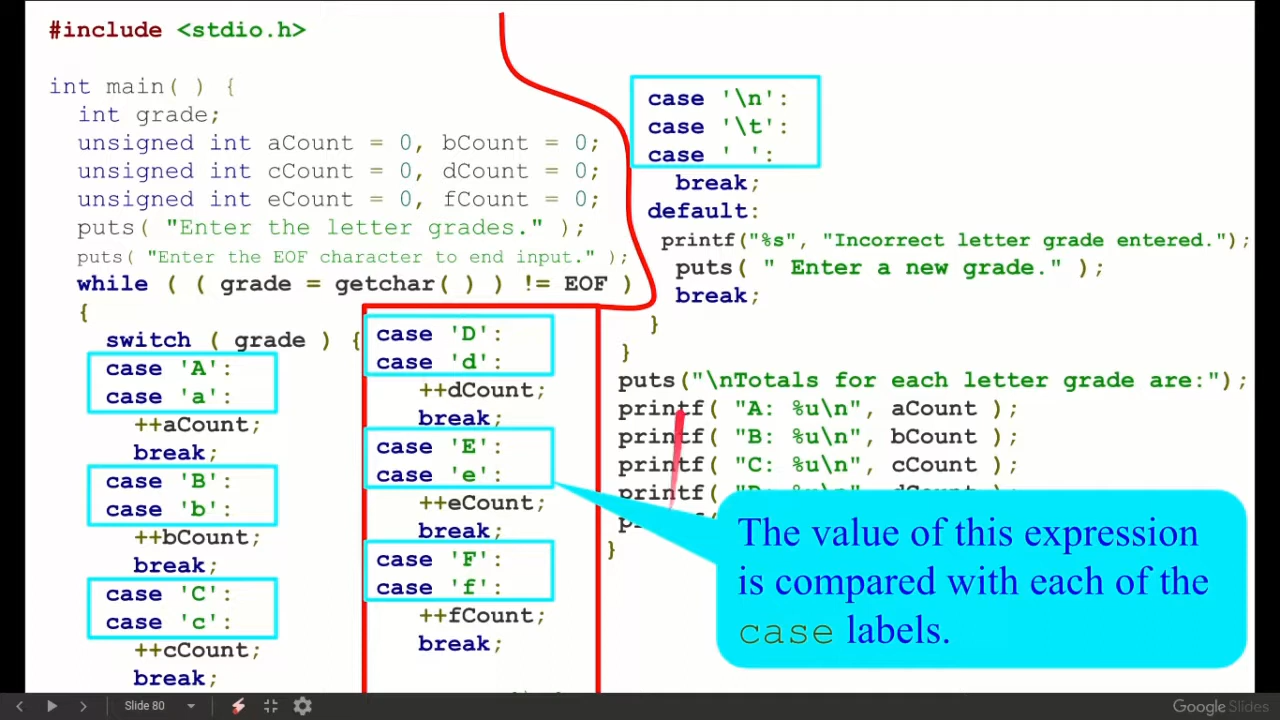 #include <stdio.h>
int main( ) {
int grade;
unsigned int aCount = 0, bCount = 0;
unsigned int cCount = 0, dCount = 0;
unsigned int eCount = 0, fCount = 0;
puts( "Enter the letter grades." );
puts( "Enter the EOF character to end input." );
while ( ( grade = getchar( ) ) != EOF )
{
switch ( grade ) {
case 'A':
case 'a':
++aCount;
break;
case 'B':
case 'b':
++bCount;
break;
case 'C':
case 'c':
++cCount;
break;
case 'D':
case 'd':
++dCount;
break;
case 'E':
case 'e':
++eCount;
break;
case 'F':
case 'f':
++fCount;
break;
case '\n':
case '\t':
case ' ':
break;
default:
printf("%s", "Incorrect letter grade entered.");
puts( " Enter a new grade." );
break;
}
}
puts("\nTotals for each letter grade are:");
printf( "A: %u\n", aCount );
printf( "B: %u\n", bCount );
printf( "C: %u\n", cCount );
printf(
}
The value of this expression
is compared with each of the
case labels.
Slide 80
Google Slides